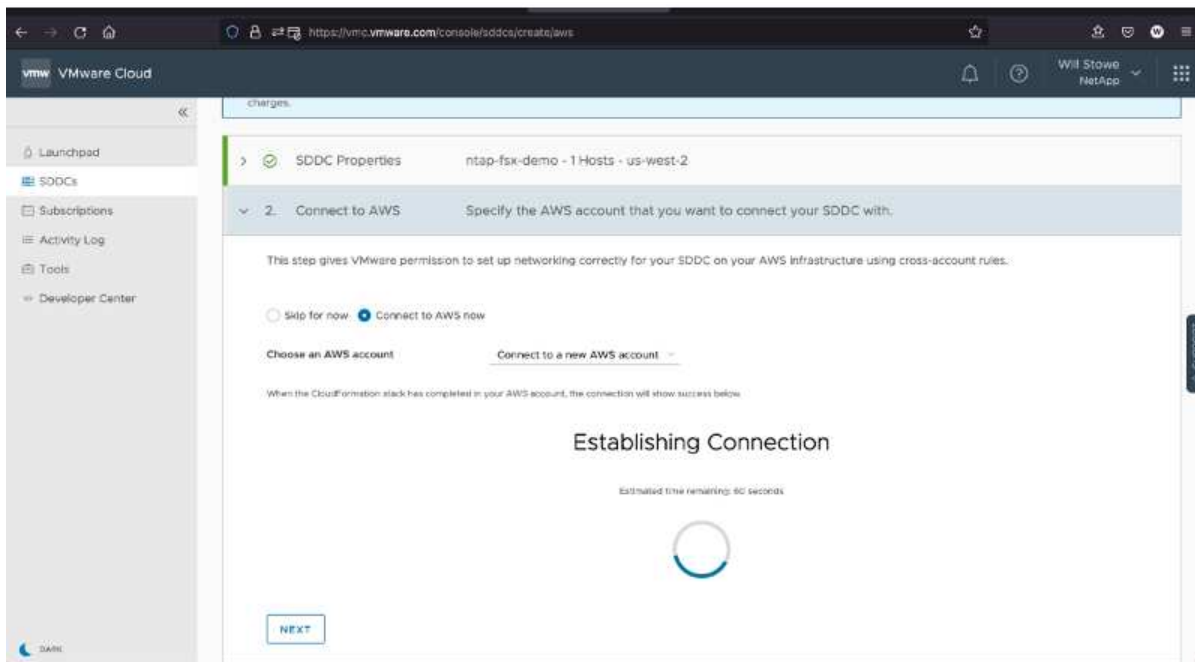 https://vmc.vmware.com/console/sddcs/create/aws
vmw VMware Cloud
Will Stowe
NetApp
charges.
Launchpad
SDDCs
Subscriptions
Activity Log
Tools
Developer Center
SDDC Properties ntap-fsx-demo - 1 Hosts - us-west-2
2. Connect to AWS Specify the AWS account that you want to connect your SDDC with.
This step gives VMware permission to set up networking correctly for your SDDC on your AWS infrastructure using cross-account rules.
Skip for now Connect to AWS now
Choose an AWS account Connect to a new AWS account
When the CloudFormation stack has completed in your AWS account, the connection will show success below.
Establishing Connection
Estimated time remaining: 60 seconds
NEXT
DARK